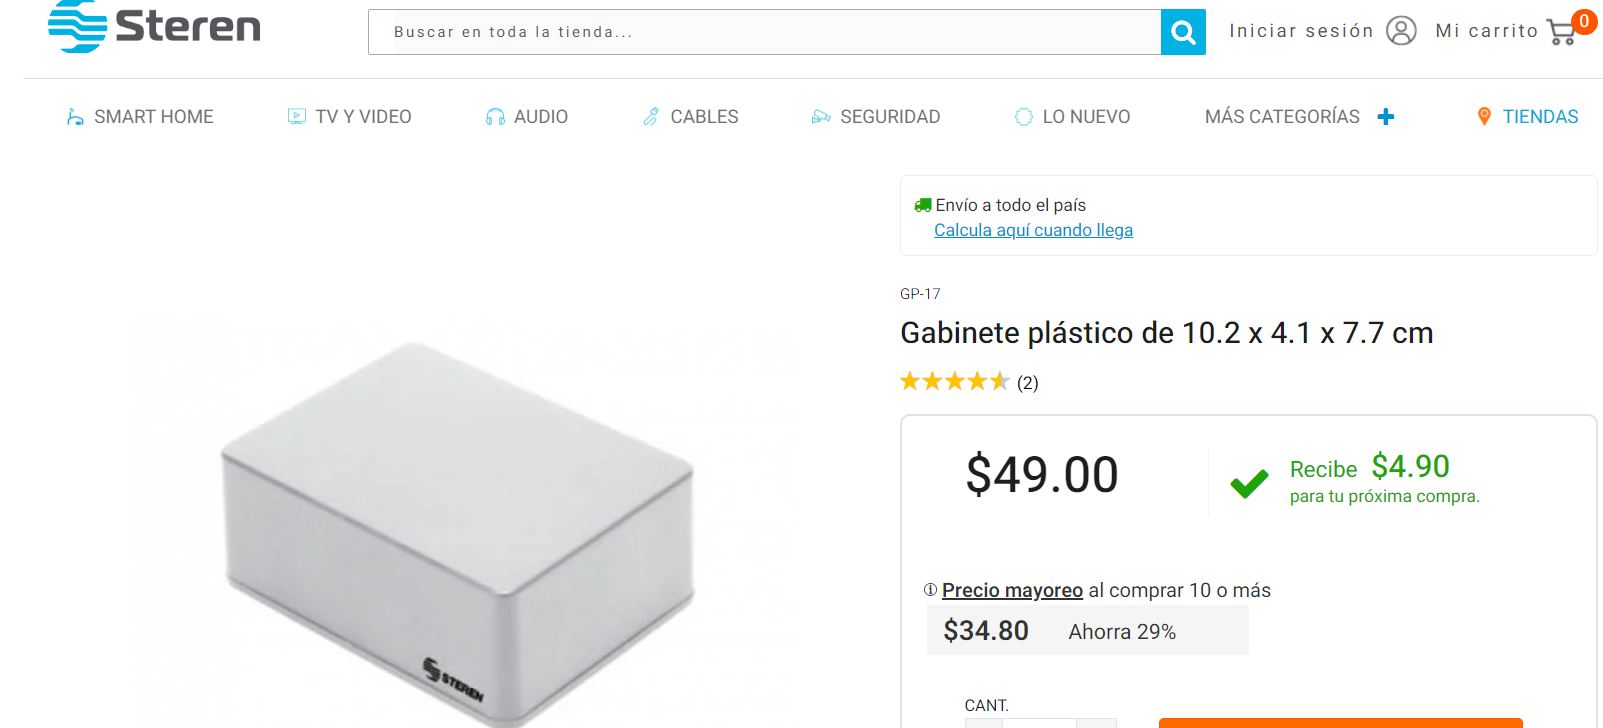 Steren
Buscar en toda la tienda...
Iniciar sesión
Mi carrito
0
SMART HOME
TV Y VIDEO
AUDIO
CABLES
SEGURIDAD
LO NUEVO
MÁS CATEGORÍAS
TIENDAS
Envío a todo el país
Calcula aquí cuando llega
GP-17
Gabinete plástico de 10.2 x 4.1 x 7.7 cm
(2)
$49.00
Recibe $4.90
para tu próxima compra.
Precio mayoreo al comprar 10 o más
$34.80 Ahorra 29%
CANT.
STEREN